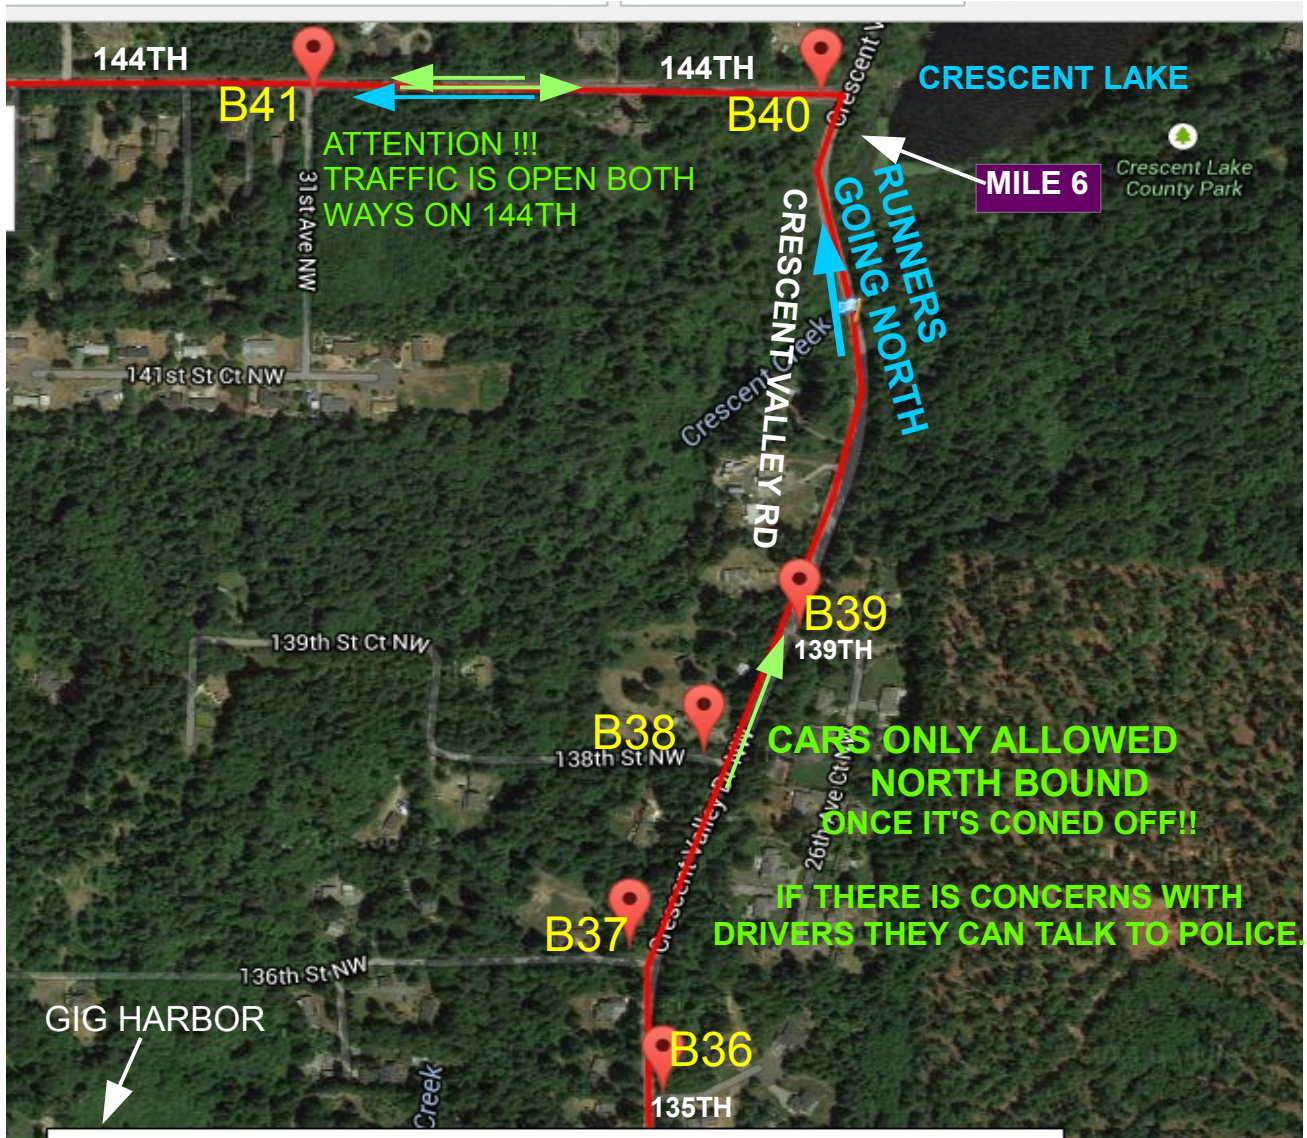 144TH
144TH
Crescent V
CRESCENT LAKE
B41
B40
ATTENTION !!!
TRAFFIC IS OPEN BOTH
WAYS ON 144TH
Crescent Lake
County Park
MILE 6
31st Ave NW
RUNNERS
GOING NORTH
CRESCENT VALLEY RD
Crescent Creek
141st St Ct NW
B39
139TH
139th St Ct NW
B38
138th St NW
CARS ONLY ALLOWED
NORTH BOUND
ONCE IT'S CONED OFF!!
26th Ave Ct NW
Crescent Valley Dr NW
IF THERE IS CONCERNS WITH
DRIVERS THEY CAN TALK TO POLICE.
B37
136th St NW
GIG HARBOR
B36
Creek
135TH